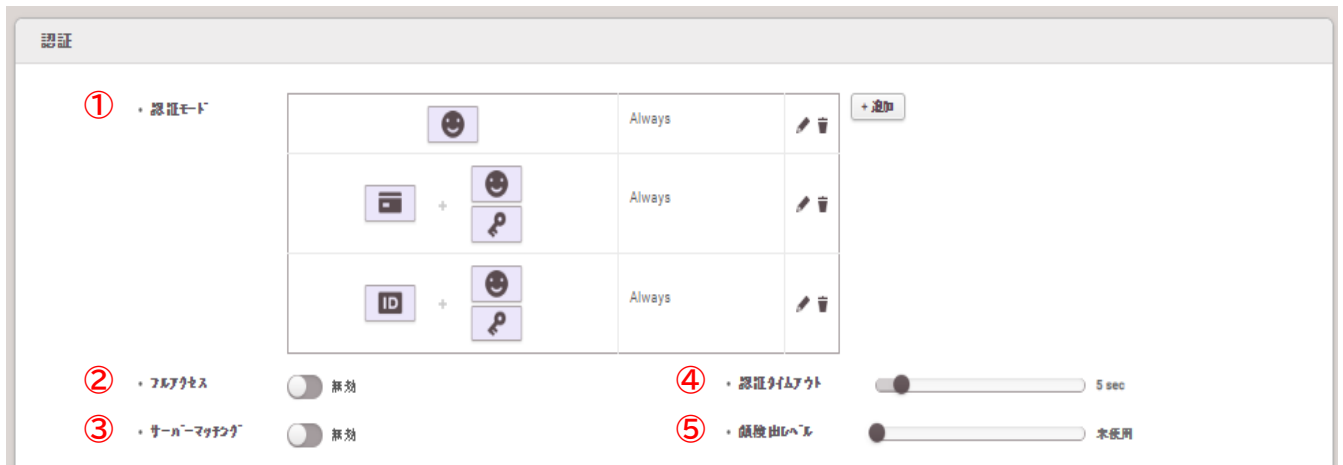 認証
① ・ 認証ﾓｰﾄﾞ Always + 追加
+ Always
ID + Always
② ・ ﾌﾙｱｸｾｽ 無効 ④ ・ 認証ﾀｲﾑｱｳﾄ 5 sec
③ ・ ｻｰﾊﾞｰﾏｯﾁﾝｸﾞ 無効 ⑤ ・ 顔検出ﾚﾍﾞﾙ 未使用